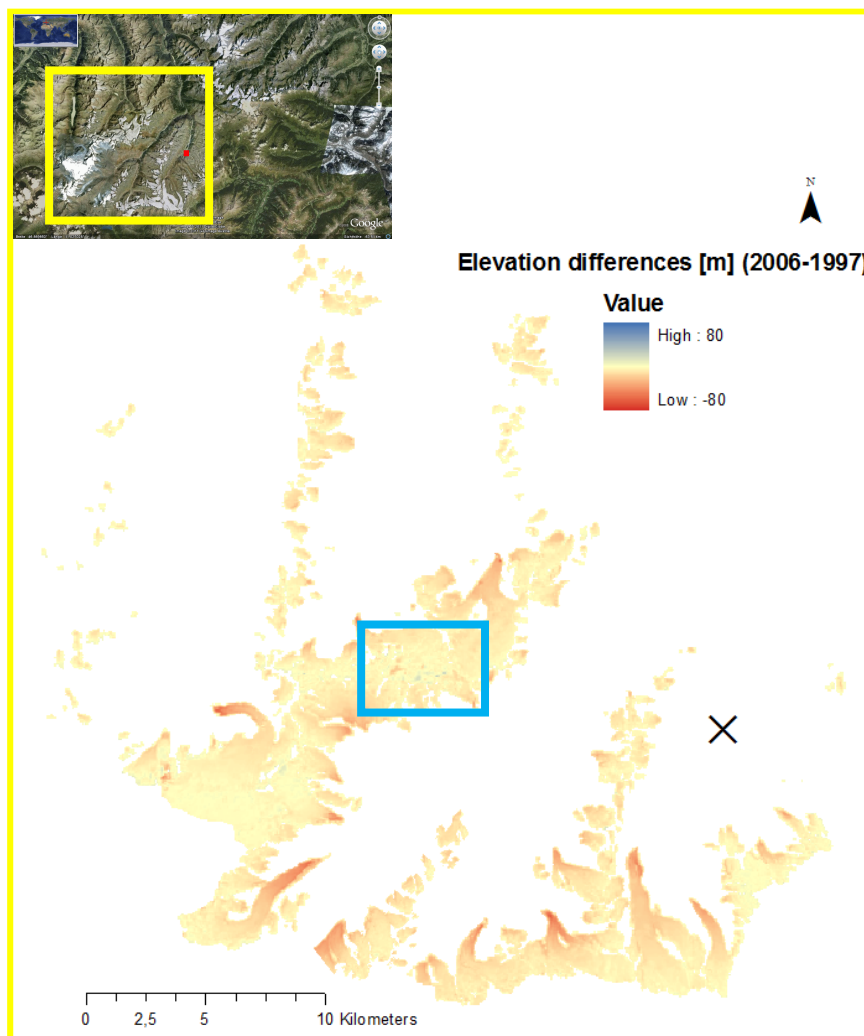 Google
N
Elevation differences [m] (2006-1997)
Value
High : 80
Low : -80
0 2,5 5 10 Kilometers